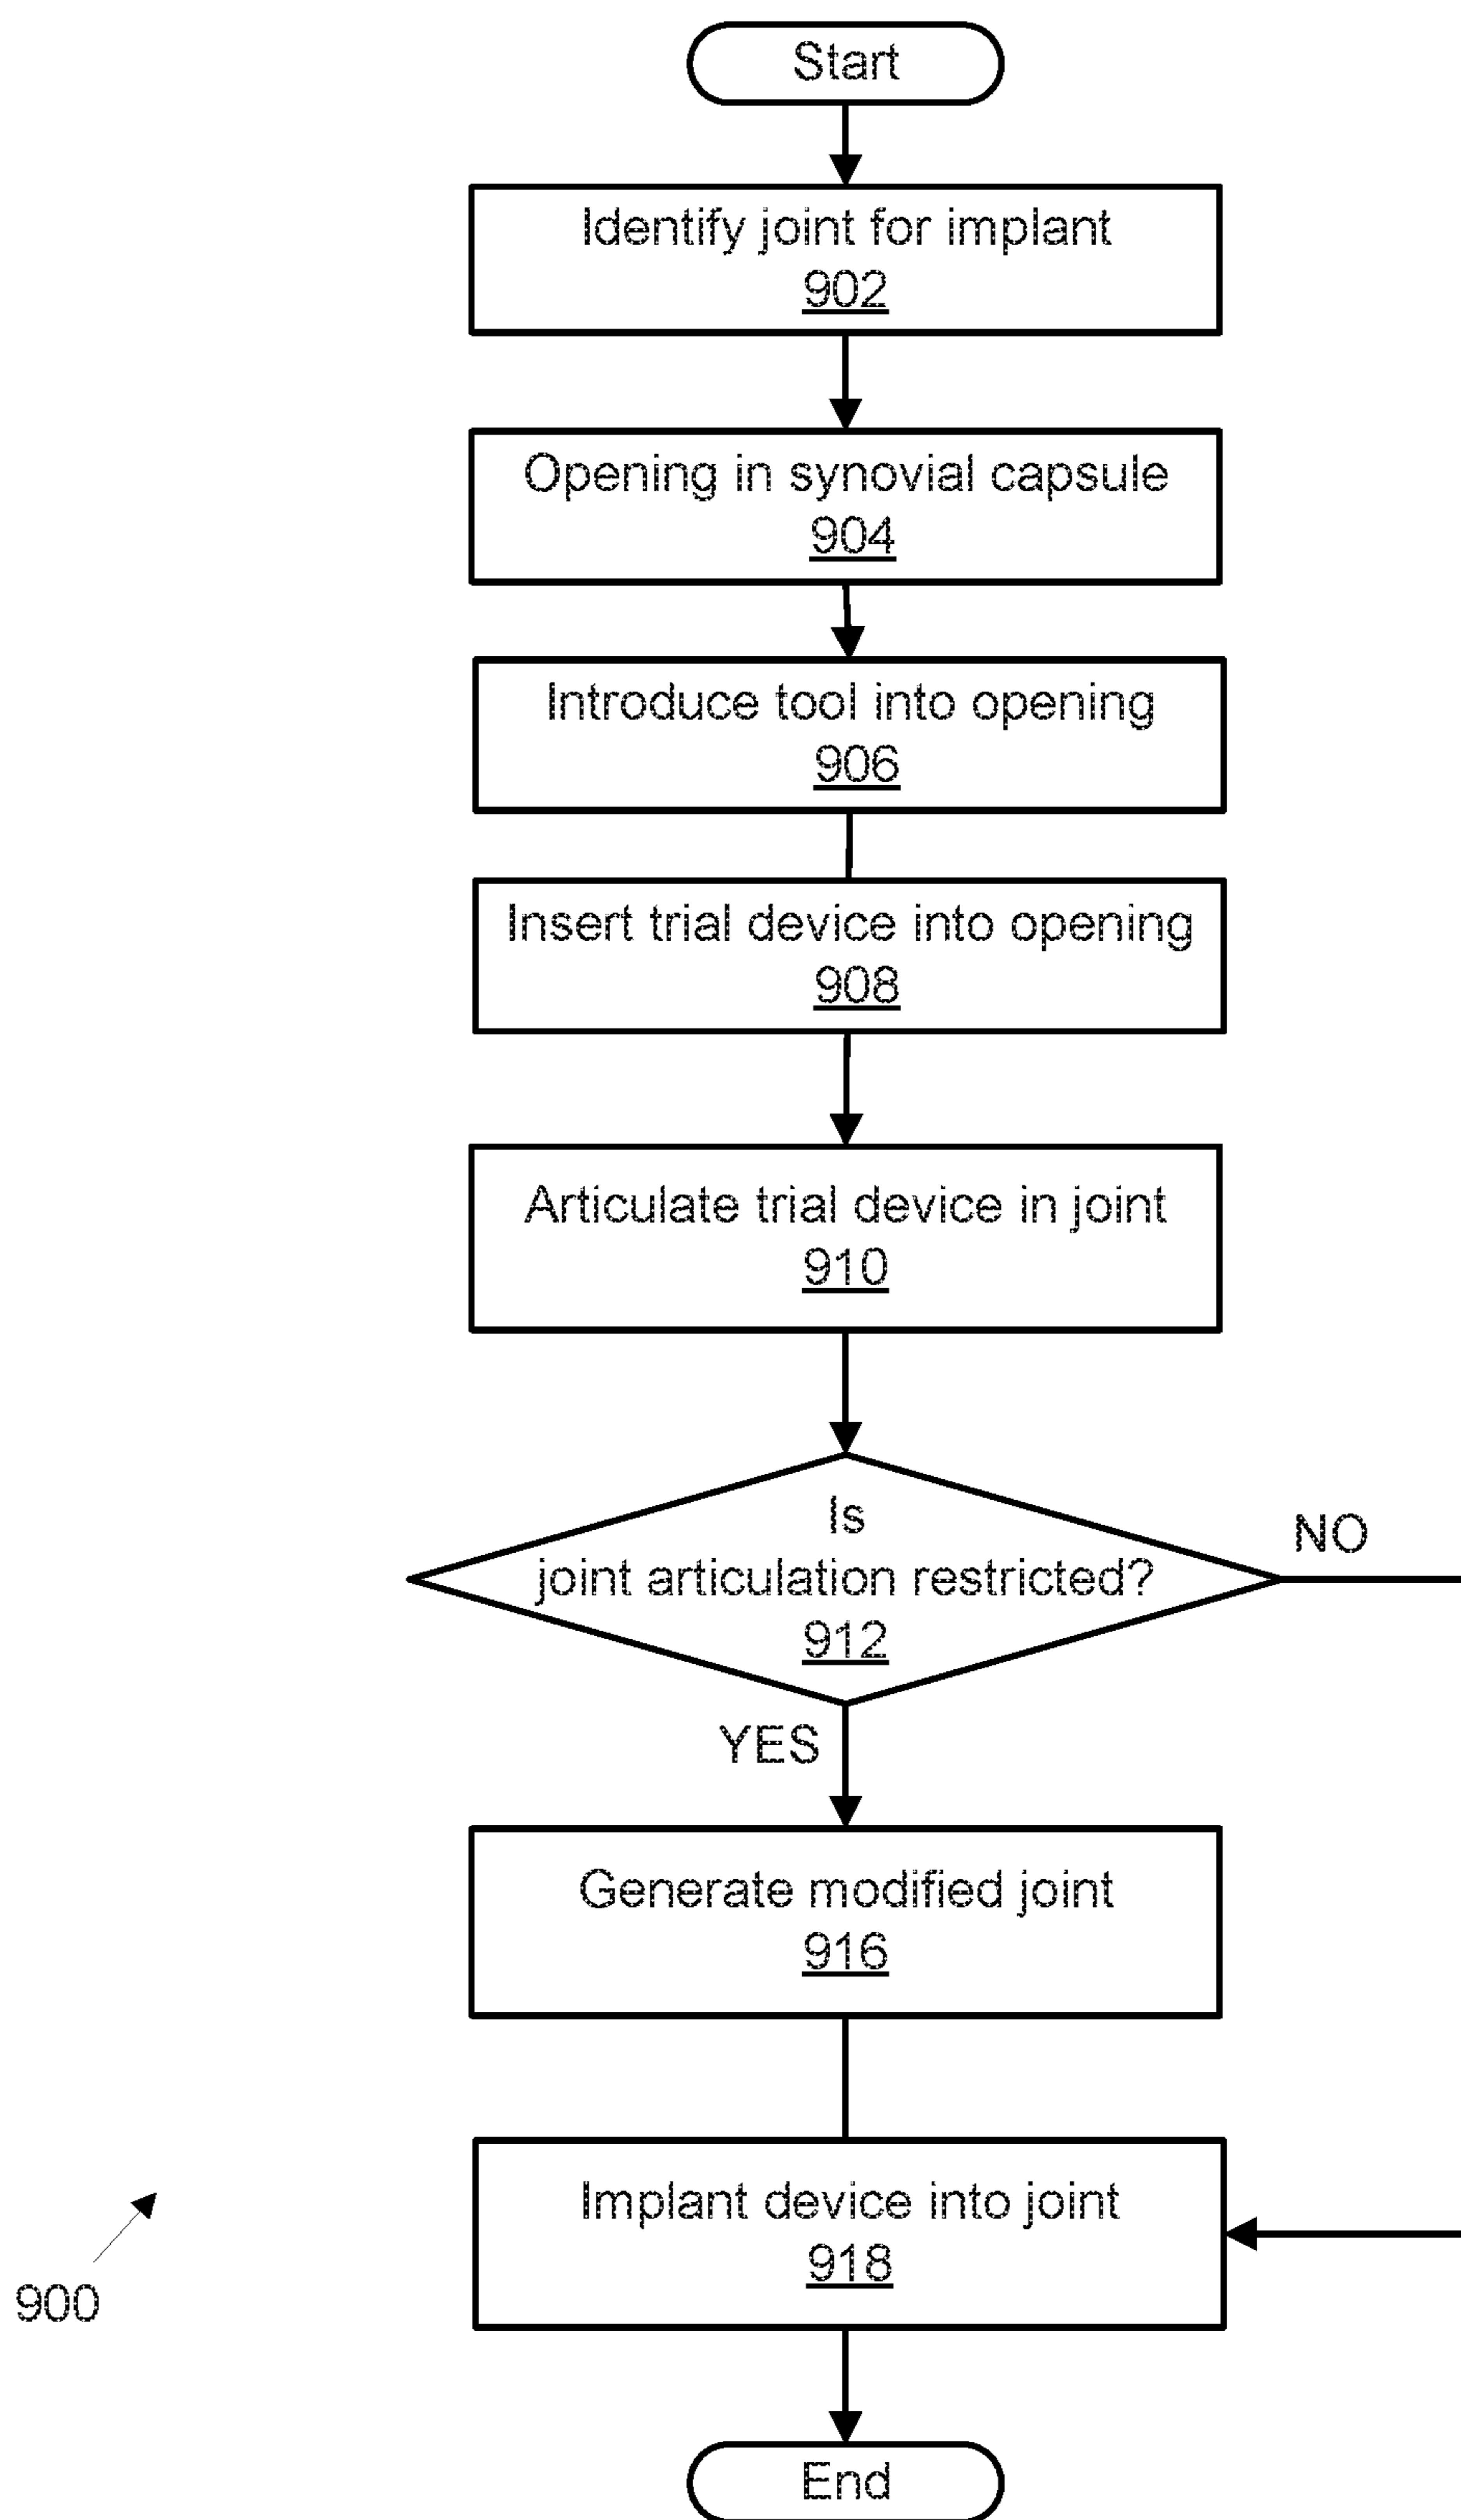 Start
Identify joint for implant
902
Opening in synovial capsule
904
Introduce tool into opening
906
Insert trial device into opening
908
Articulate trial device in joint
910
Is
joint articulation restricted?
912
NO
YES
Generate modified joint
916
Implant device into joint
918
900
End